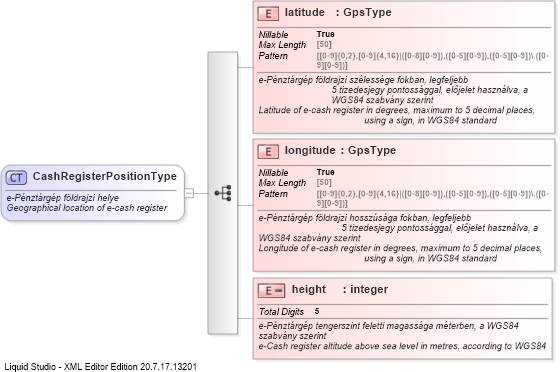 E latitude : GpsType
Nillable True
Max Length [50]
Pattern [[0-9]{0,2},[0-9]{4,16}|([0-8][0-9]),([0-5][0-9]),([0-5][0-9])\.([0-
9][0-9])]
e-Pénztárgép földrajzi szélessége fokban, legfeljebb
5 tizedesjegy pontossággal, előjelet használva, a
WGS84 szabvány szerint
Latitude of e-cash register in degrees, maximum to 5 decimal places,
using a sign, in WGS84 standard
E longitude : GpsType
Nillable True
Max Length [50]
Pattern [[0-9]{0,2},[0-9]{4,16}|([0-8][0-9]),([0-5][0-9]),([0-5][0-9])\.([0-
9][0-9])]
e-Pénztárgép földrajzi hosszúsága fokban, legfeljebb
5 tizedesjegy pontossággal, előjelet használva, a
WGS84 szabvány szerint
Longitude of e-cash register in degrees, maximum to 5 decimal places,
using a sign, in WGS84 standard
CT CashRegisterPositionType
e-Pénztárgép földrajzi helye
Geographical location of e-cash register
E height : integer
Total Digits 5
e-Pénztárgép tengerszint feletti magassága méterben, a WGS84
szabvány szerint
e-Cash register altitude above sea level in metres, according to WGS84
Liquid Studio - XML Editor Edition 20.7.17.13201